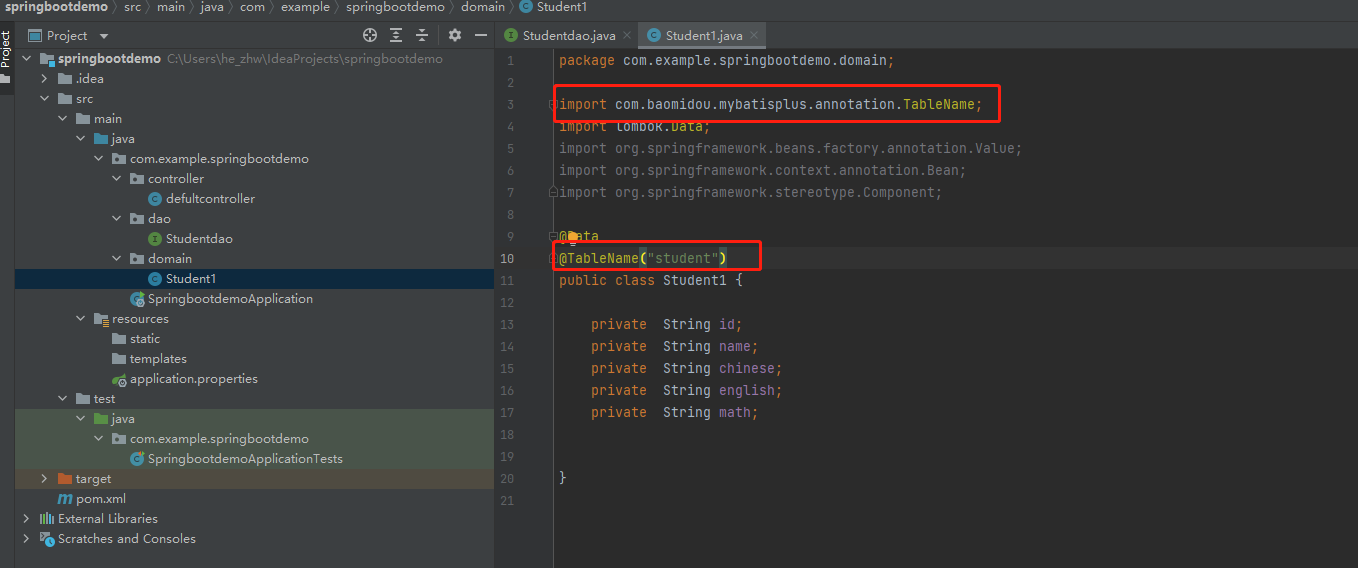 springbootdemo src main java com example springbootdemo domain Student1
Project
Project
Studentdao.java
Student1.java
springbootdemo C:\Users\he_zhw\IdeaProjects\springbootdemo
.idea
src
main
java
com.example.springbootdemo
controller
defultcontroller
dao
Studentdao
domain
Student1
SpringbootdemoApplication
resources
static
templates
application.properties
test
java
com.example.springbootdemo
SpringbootdemoApplicationTests
target
pom.xml
External Libraries
Scratches and Consoles
1 package com.example.springbootdemo.domain;
2
3 import com.baomidou.mybatisplus.annotation.TableName;
4 import lombok.Data;
5 import org.springframework.beans.factory.annotation.Value;
6 import org.springframework.context.annotation.Bean;
7 import org.springframework.stereotype.Component;
8
9 @Data
10 @TableName("student")
11 public class Student1 {
12
13 private String id;
14 private String name;
15 private String chinese;
16 private String english;
17 private String math;
18
19
20 }
21